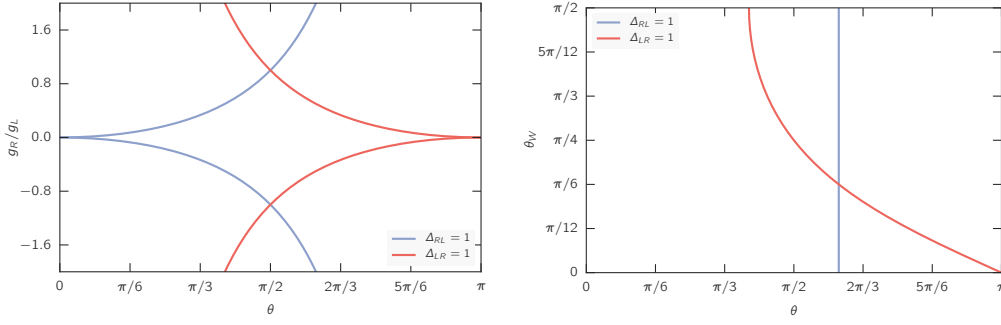 1.6
0.8
0.0
−0.8
−1.6
g_R/g_L
0 π/6 π/3 π/2 2π/3 5π/6 π
θ
Δ_RL = 1
Δ_LR = 1
π/2
5π/12
π/3
π/4
π/6
π/12
0
θ_W
0 π/6 π/3 π/2 2π/3 5π/6 π
θ
Δ_RL = 1
Δ_LR = 1